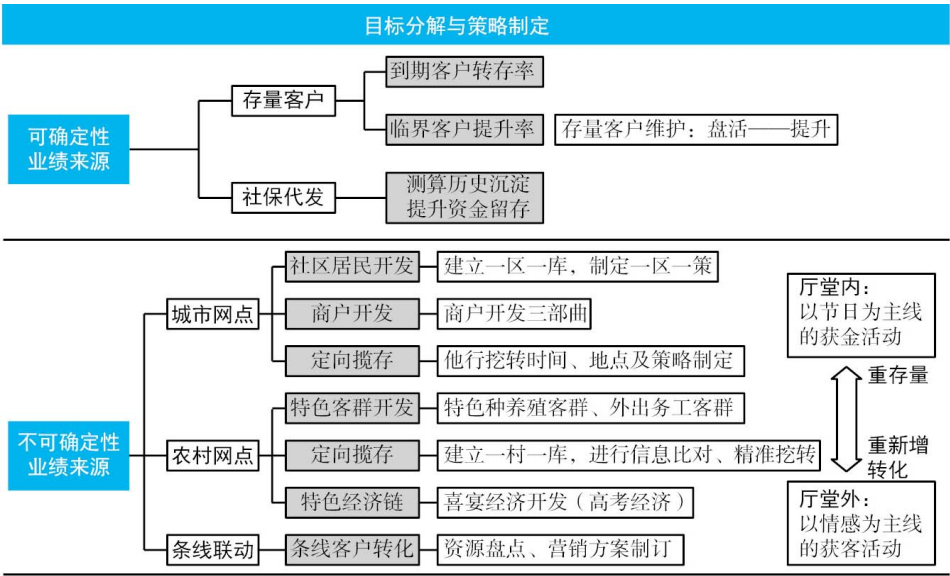 目标分解与策略制定
可确定性
业绩来源
存量客户
到期客户转存率
临界客户提升率
存量客户维护：盘活——提升
社保代发
测算历史沉淀
提升资金留存
不可确定性
业绩来源
城市网点
社区居民开发
建立一区一库，制定一区一策
商户开发
商户开发三部曲
定向揽存
他行挖转时间、地点及策略制定
农村网点
特色客群开发
特色种养殖客群、外出务工客群
定向揽存
建立一村一库，进行信息比对、精准挖转
特色经济链
喜宴经济开发（高考经济）
条线联动
条线客户转化
资源盘点、营销方案制订
厅堂内：
以节日为主线
的获金活动
重存量
重新增
转化
厅堂外：
以情感为主线
的获客活动